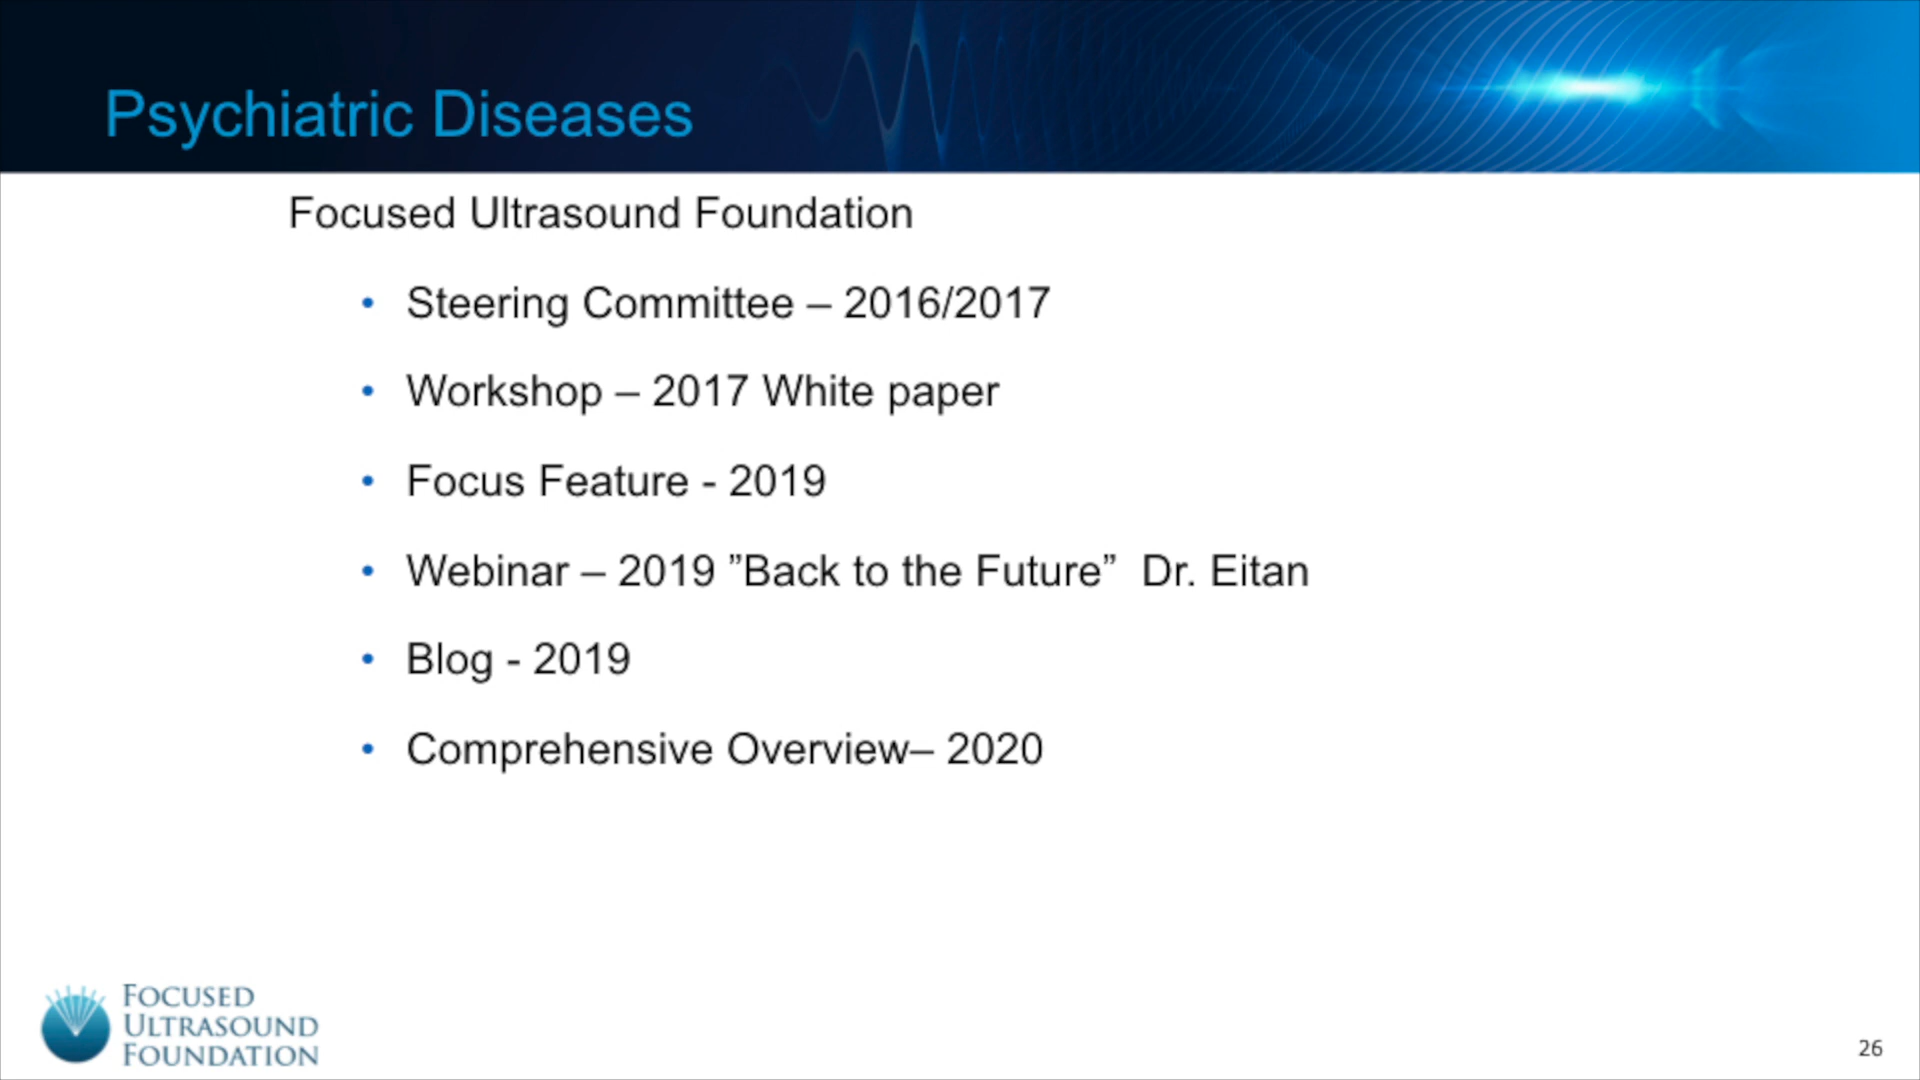 Psychiatric Diseases
Focused Ultrasound Foundation
• Steering Committee – 2016/2017
• Workshop – 2017 White paper
• Focus Feature - 2019
• Webinar – 2019 ”Back to the Future”  Dr. Eitan
• Blog - 2019
• Comprehensive Overview– 2020
FOCUSED
ULTRASOUND
FOUNDATION
26